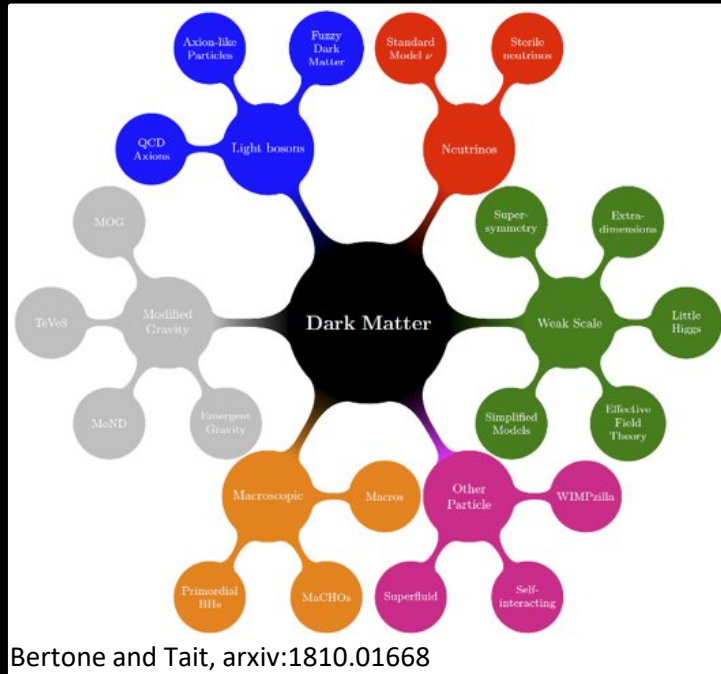 Axion-like
Particles
Fuzzy
Dark
Matter
QCD
Axions
Light bosons
Standard
Model ν
Sterile
neutrinos
Neutrinos
MOG
TeVeS
MoND
Emergent
Gravity
Modified
Gravity
Dark Matter
Super-
symmetry
Extra-
dimensions
Little
Higgs
Weak Scale
Simplified
Models
Effective
Field
Theory
Macroscopic
Macros
Primordial
BHs
MaCHOs
Other
Particle
WIMPzilla
Superfluid
Self-
interacting
Bertone and Tait, arxiv:1810.01668